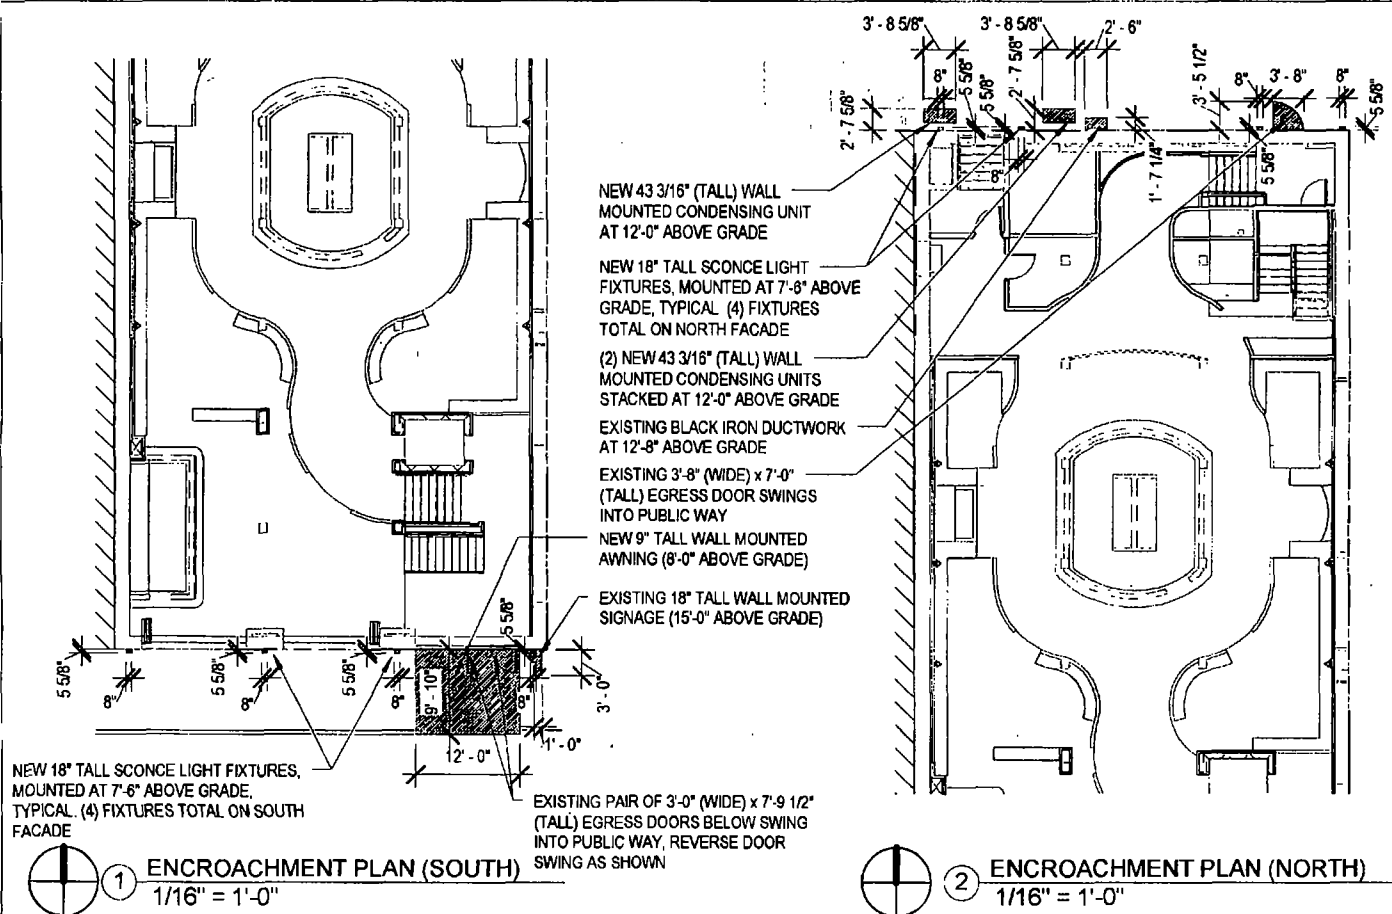 3' - 8 5/8"
3' - 8 5/8"
2' - 6"
8"
5 5/8"
5 5/8"
2' - 7 5/8"
2' - 7 5/8"
8"
1' - 7 1/4"
3' - 5 1/2"
8"
3' - 8"
8"
5 5/8"
5 5/8"
NEW 43 3/16" (TALL) WALL
MOUNTED CONDENSING UNIT
AT 12'-0" ABOVE GRADE
NEW 18" TALL SCONCE LIGHT
FIXTURES, MOUNTED AT 7'-6" ABOVE
GRADE, TYPICAL (4) FIXTURES
TOTAL ON NORTH FACADE
(2) NEW 43 3/16" (TALL) WALL
MOUNTED CONDENSING UNITS
STACKED AT 12'-0" ABOVE GRADE
EXISTING BLACK IRON DUCTWORK
AT 12'-8" ABOVE GRADE
EXISTING 3'-8" (WIDE) x 7'-0"
(TALL) EGRESS DOOR SWINGS
INTO PUBLIC WAY
NEW 9" TALL WALL MOUNTED
AWNING (8'-0" ABOVE GRADE)
EXISTING 18" TALL WALL MOUNTED
SIGNAGE (15'-0" ABOVE GRADE)
5 5/8"
8"
5 5/8"
8"
5 5/8"
8"
9' - 10"
5 5/8"
8"
3' - 0"
1' - 0"
12' - 0"
NEW 18" TALL SCONCE LIGHT FIXTURES,
MOUNTED AT 7'-6" ABOVE GRADE,
TYPICAL. (4) FIXTURES TOTAL ON SOUTH
FACADE
EXISTING PAIR OF 3'-0" (WIDE) x 7'-9 1/2"
(TALL) EGRESS DOORS BELOW SWING
INTO PUBLIC WAY, REVERSE DOOR
SWING AS SHOWN
1 ENCROACHMENT PLAN (SOUTH)
1/16" = 1'-0"
2 ENCROACHMENT PLAN (NORTH)
1/16" = 1'-0"